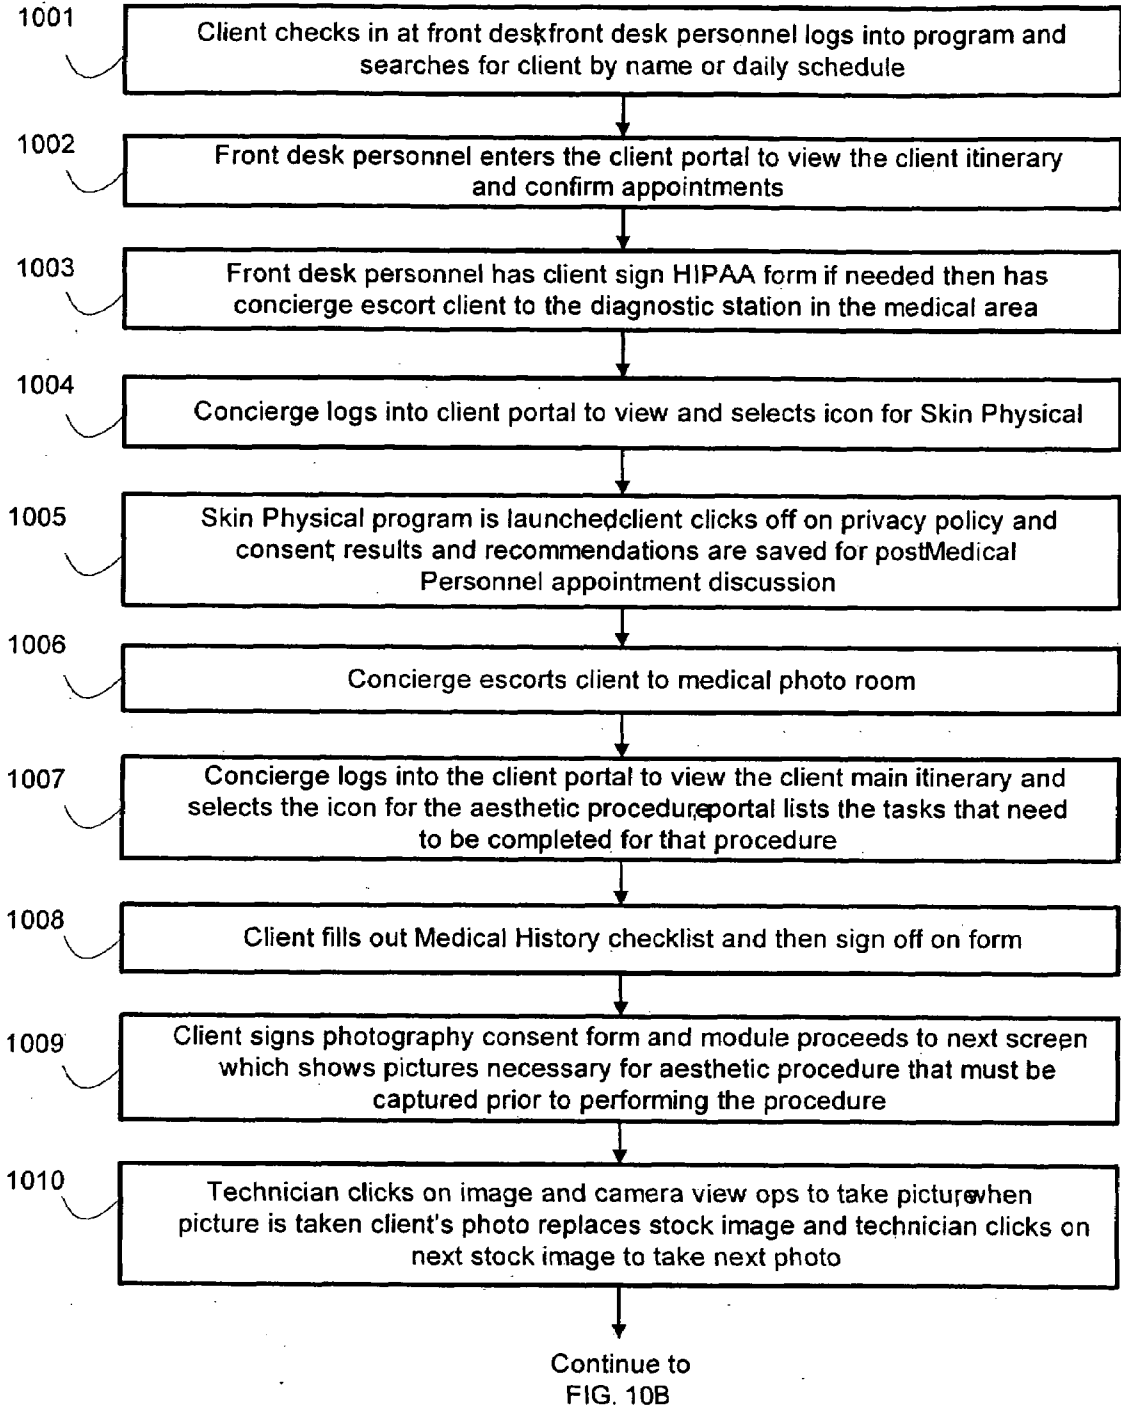 1001
Client checks in at front desk;front desk personnel logs into program and
searches for client by name or daily schedule
1002
Front desk personnel enters the client portal to view the client itinerary
and confirm appointments
1003
Front desk personnel has client sign HIPAA form if needed then has
concierge escort client to the diagnostic station in the medical area
1004
Concierge logs into client portal to view and selects icon for Skin Physical
1005
Skin Physical program is launched,client clicks off on privacy policy and
consent; results and recommendations are saved for postMedical
Personnel appointment discussion
1006
Concierge escorts client to medical photo room
1007
Concierge logs into the client portal to view the client main itinerary and
selects the icon for the aesthetic procedure,portal lists the tasks that need
to be completed for that procedure
1008
Client fills out Medical History checklist and then sign off on form
1009
Client signs photography consent form and module proceeds to next screen
which shows pictures necessary for aesthetic procedure that must be
captured prior to performing the procedure
1010
Technician clicks on image and camera view ops to take picture,when
picture is taken client's photo replaces stock image and technician clicks on
next stock image to take next photo
Continue to
FIG. 10B